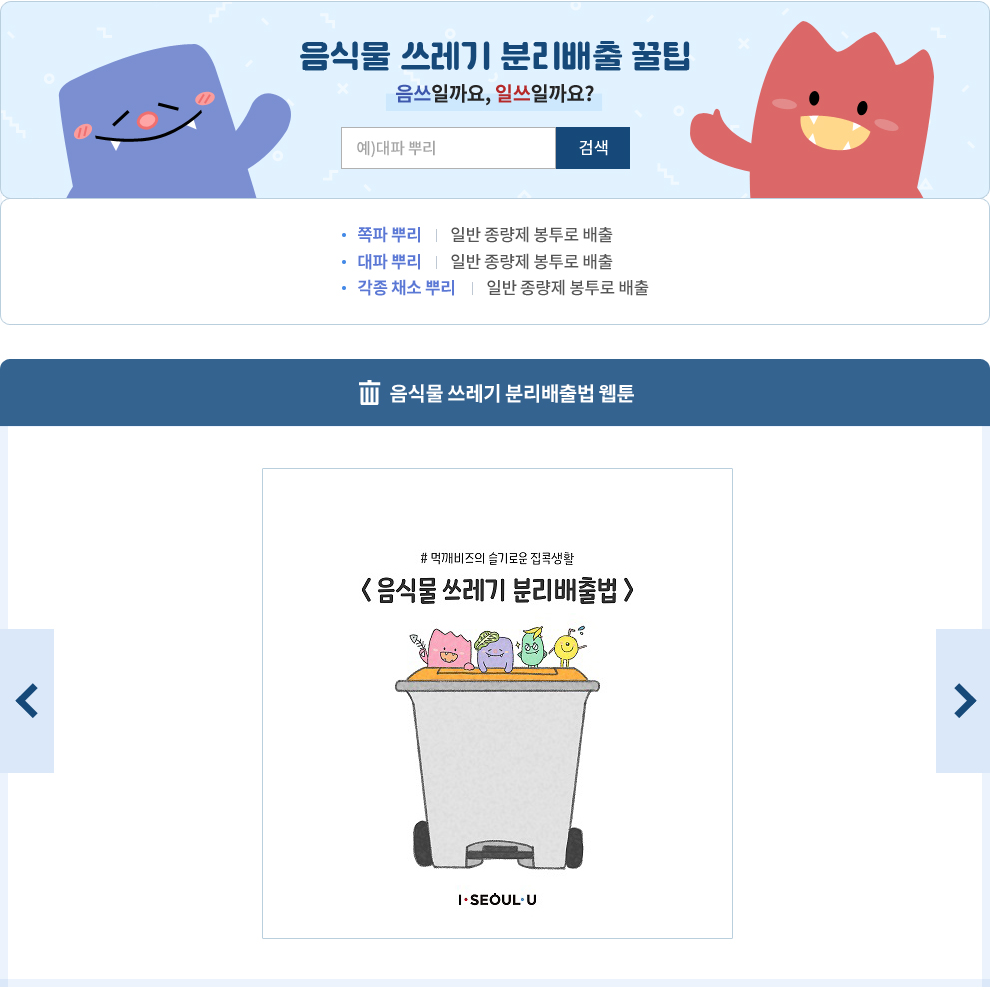 음식물 쓰레기 분리배출 꿀팁
음쓰일까요, 일쓰일까요?
예)대파 뿌리
검색
• 쪽파 뿌리 | 일반 종량제 봉투로 배출
• 대파 뿌리 | 일반 종량제 봉투로 배출
• 각종 채소 뿌리 | 일반 종량제 봉투로 배출
음식물 쓰레기 분리배출법 웹툰
# 먹깨비즈의 슬기로운 집콕생활
< 음식물 쓰레기 분리배출법 >
I·SEOUL·U